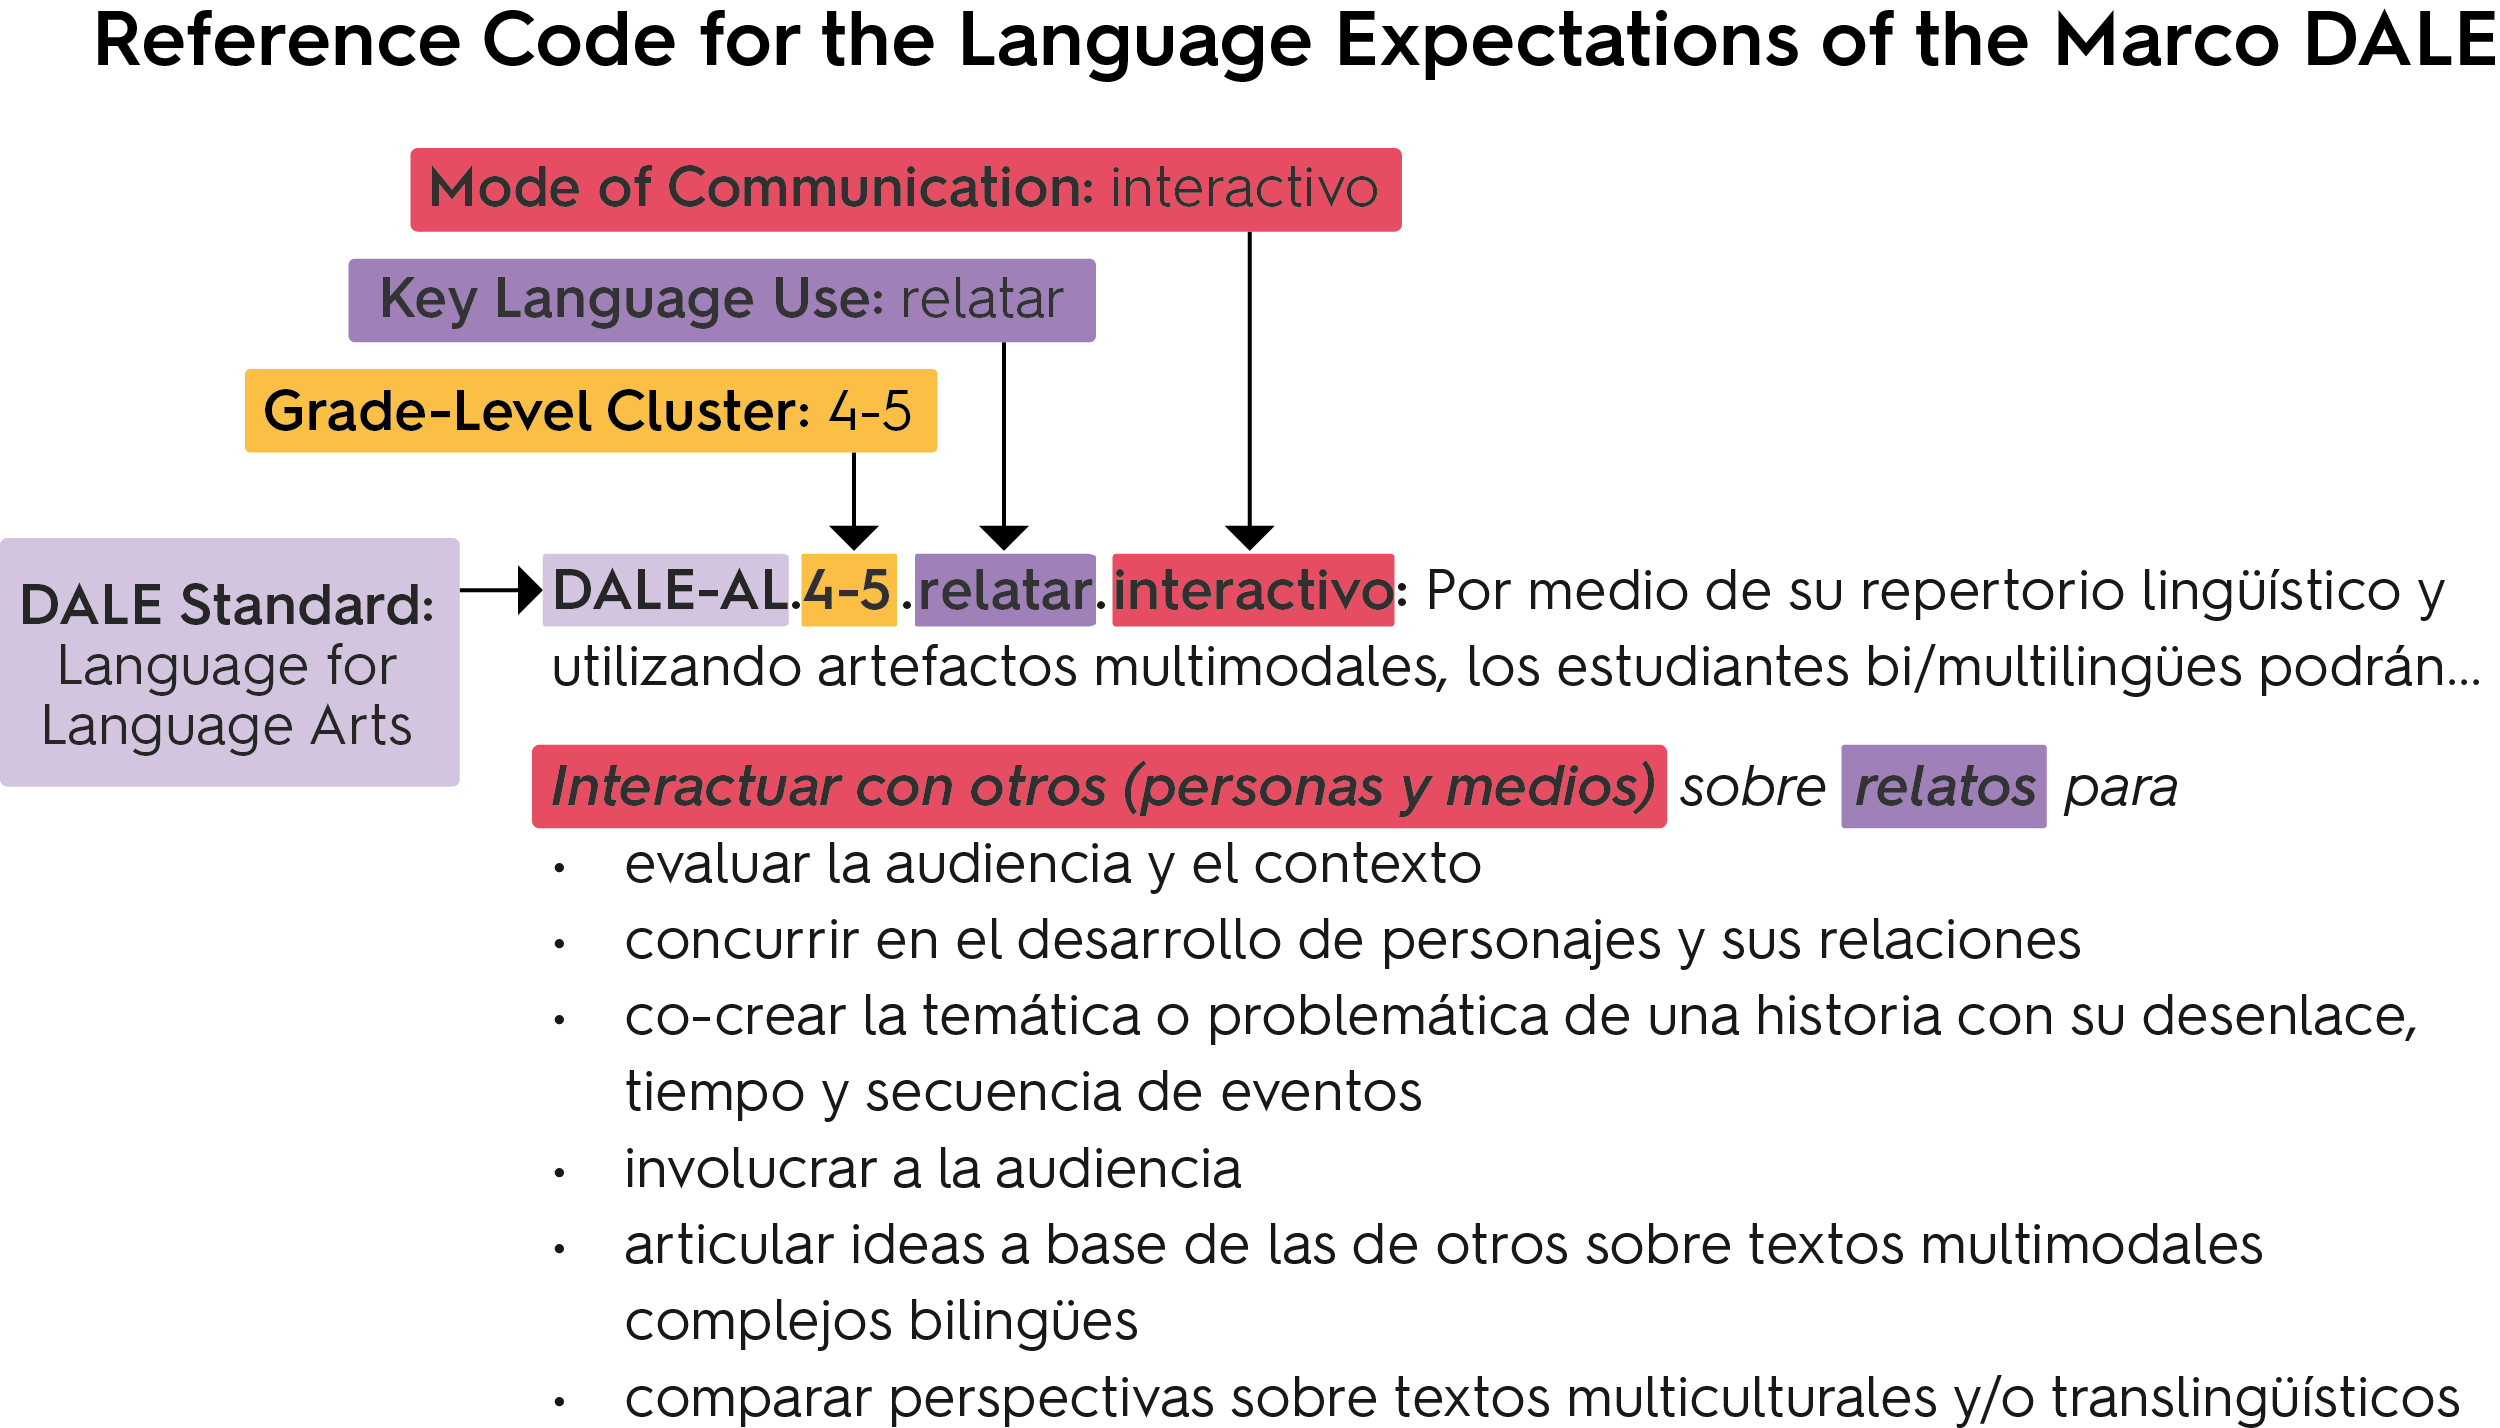 Reference Code for the Language Expectations of the Marco DALE
Mode of Communication: interactivo
Key Language Use: relatar
Grade-Level Cluster: 4-5
DALE Standard:
Language for
Language Arts
DALE-AL.4-5.relatar.interactivo: Por medio de su repertorio lingüístico y
utilizando artefactos multimodales, los estudiantes bi/multilingües podrán...
Interactuar con otros (personas y medios) sobre relatos para
• evaluar la audiencia y el contexto
• concurrir en el desarrollo de personajes y sus relaciones
• co-crear la temática o problemática de una historia con su desenlace,
tiempo y secuencia de eventos
• involucrar a la audiencia
• articular ideas a base de las de otros sobre textos multimodales
complejos bilingües
• comparar perspectivas sobre textos multiculturales y/o translingüísticos